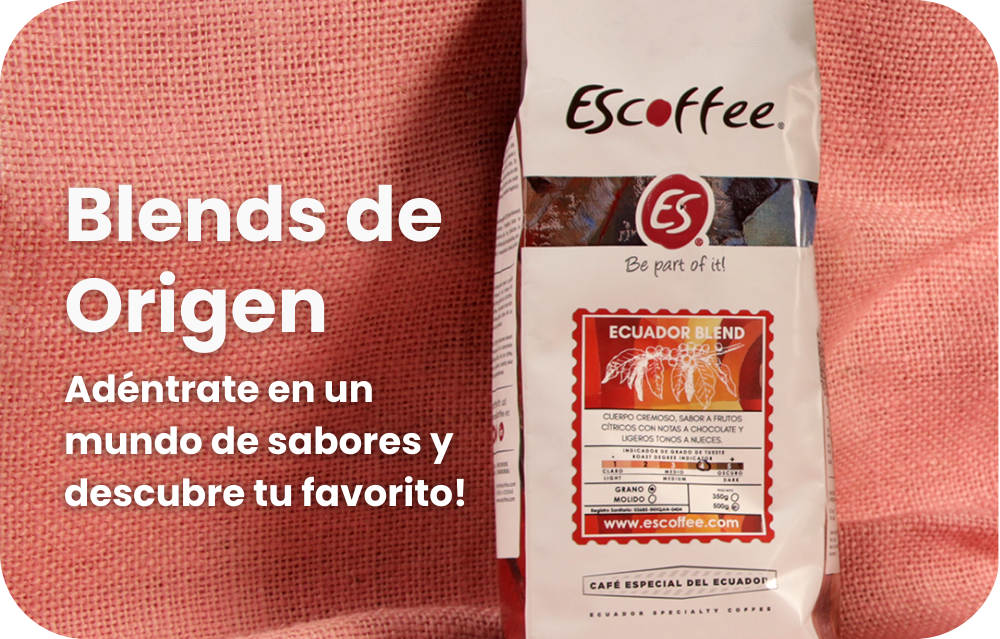 Blends de
Origen
Adéntrate en un
mundo de sabores y
descubre tu favorito!
EScoffee®
ES®
Be part of it!
ECUADOR BLEND
CUERPO CREMOSO, SABOR A FRUTOS
CÍTRICOS CON NOTAS A CHOCOLATE Y
LIGEROS TONOS A NUECES.
INDICADOR DE GRADO DE TUESTE
ROAST DEGREE INDICATOR
- +
1 2 5
CLARO MEDIO OSCURO
LIGHT MEDIUM DARK
GRANO
MOLIDO
350g
500g
www.escoffee.com
CAFÉ ESPECIAL DEL ECUADOR
ECUADOR SPECIALTY COFFEE